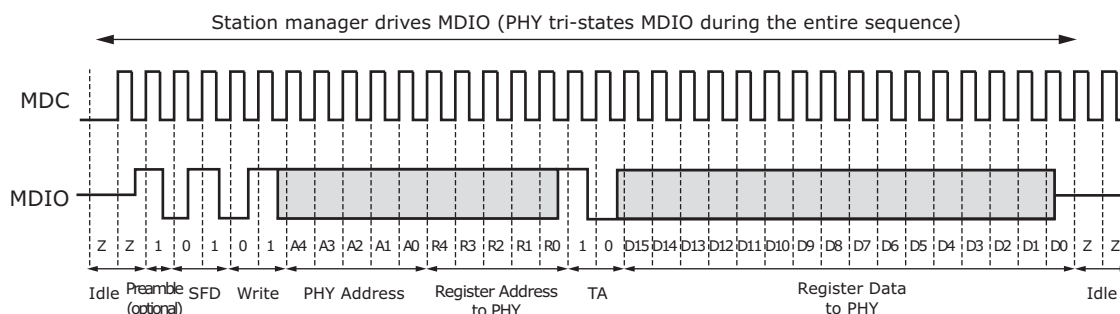 Station manager drives MDIO (PHY tri-states MDIO during the entire sequence)
MDC
MDIO
Z Z 1 0 1 0 1 A4 A3 A2 A1 A0 R4 R3 R2 R1 R0 1 0 D15 D14 D13 D12 D11 D10 D9 D8 D7 D6 D5 D4 D3 D2 D1 D0 Z Z
Idle Preamble (optional) SFD Write PHY Address Register Address to PHY TA Register Data to PHY Idle